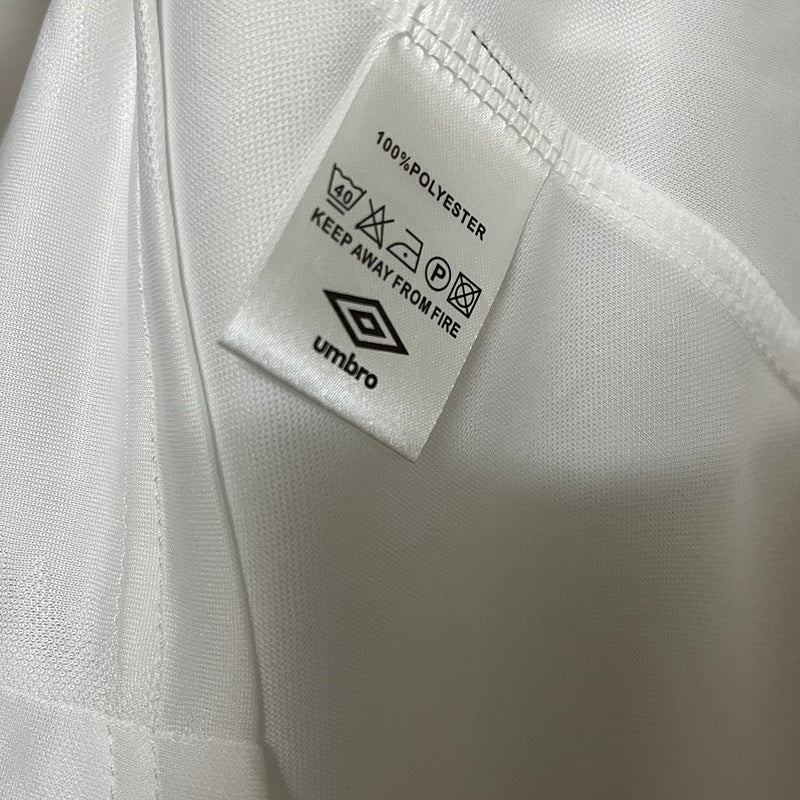 100%POLYESTER
40 P
KEEP AWAY FROM FIRE
umbro